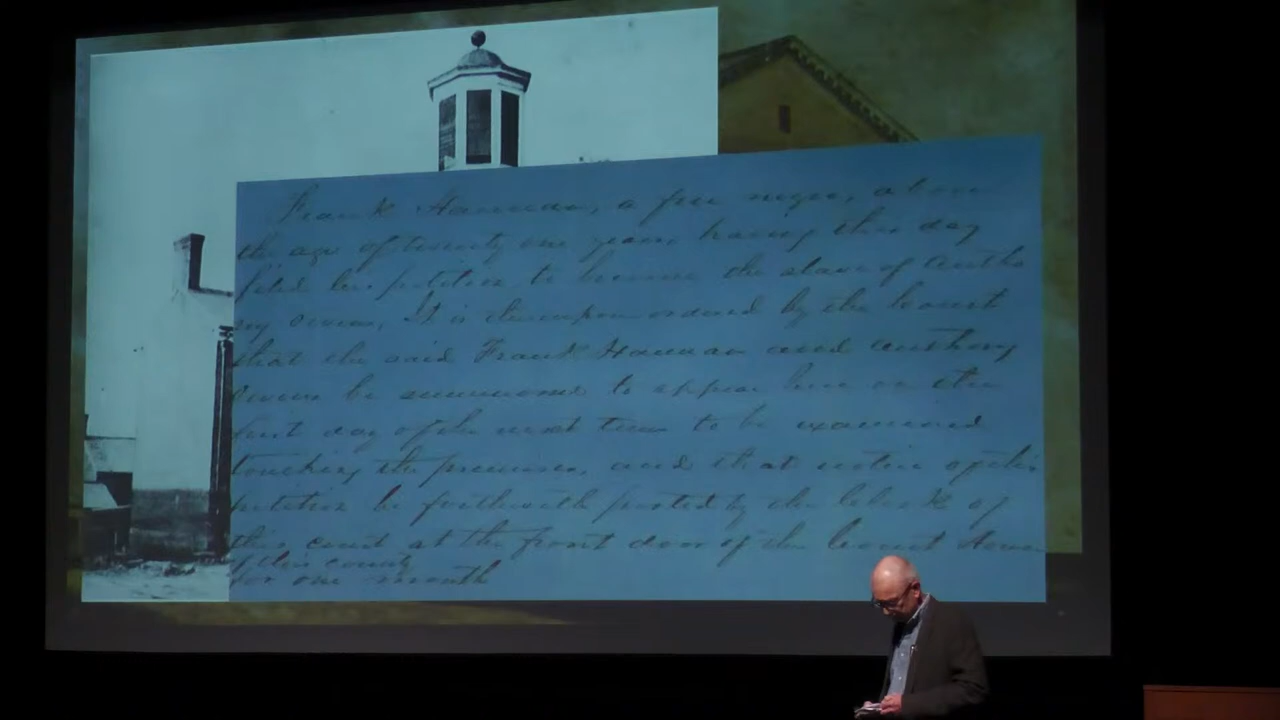 Frank Hannan, a free negro, above
the age of twenty one years having this day
filed his petition to become the slave of Antho
ny It is thereupon ordered by the Court
that the said Frank Hannan and Anthony
be summoned to appear here on the
first day of the next term to be examined
touching the premises, and that notice of this
petition be forthwith posted by the Clerk of
this court at the front door of the Court House
of this county
for one month